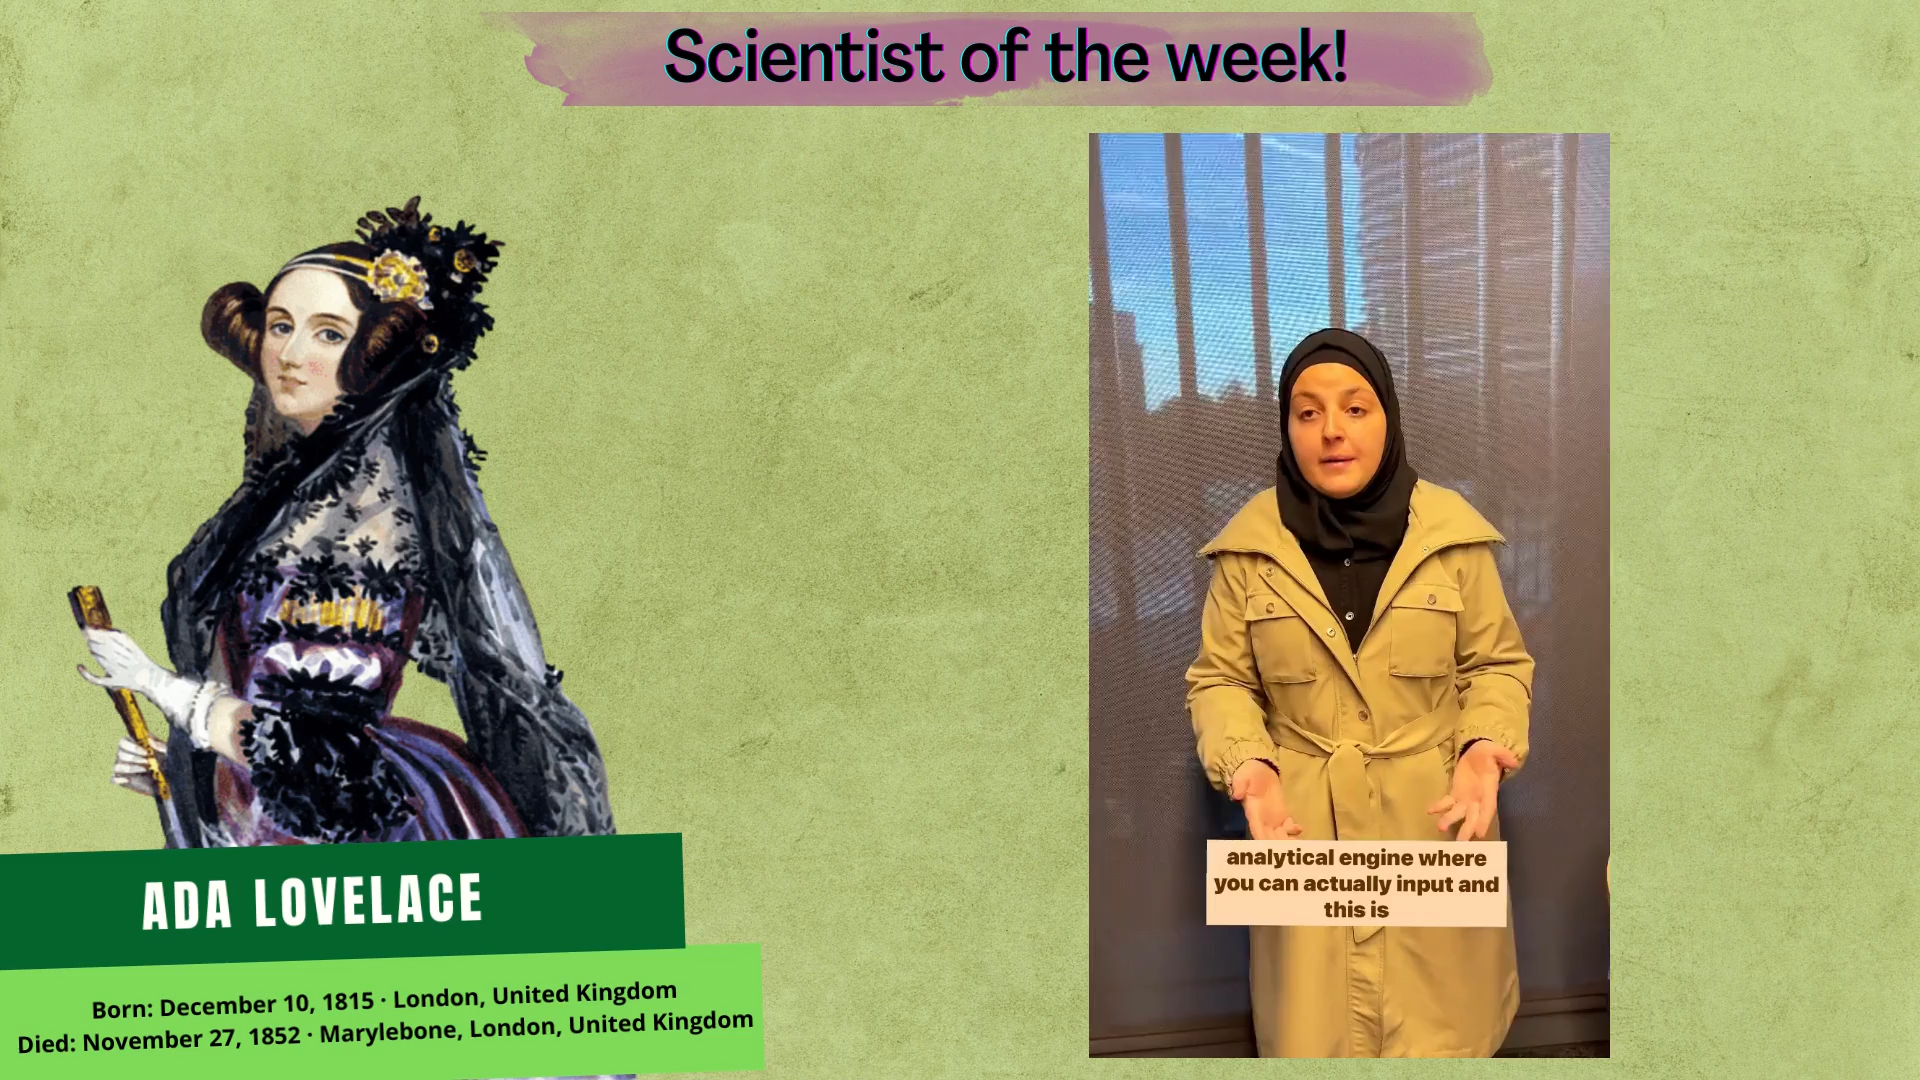 Scientist of the week!
ADA LOVELACE
Born: December 10, 1815 · London, United Kingdom
Died: November 27, 1852 · Marylebone, London, United Kingdom
analytical engine where
you can actually input and
this is